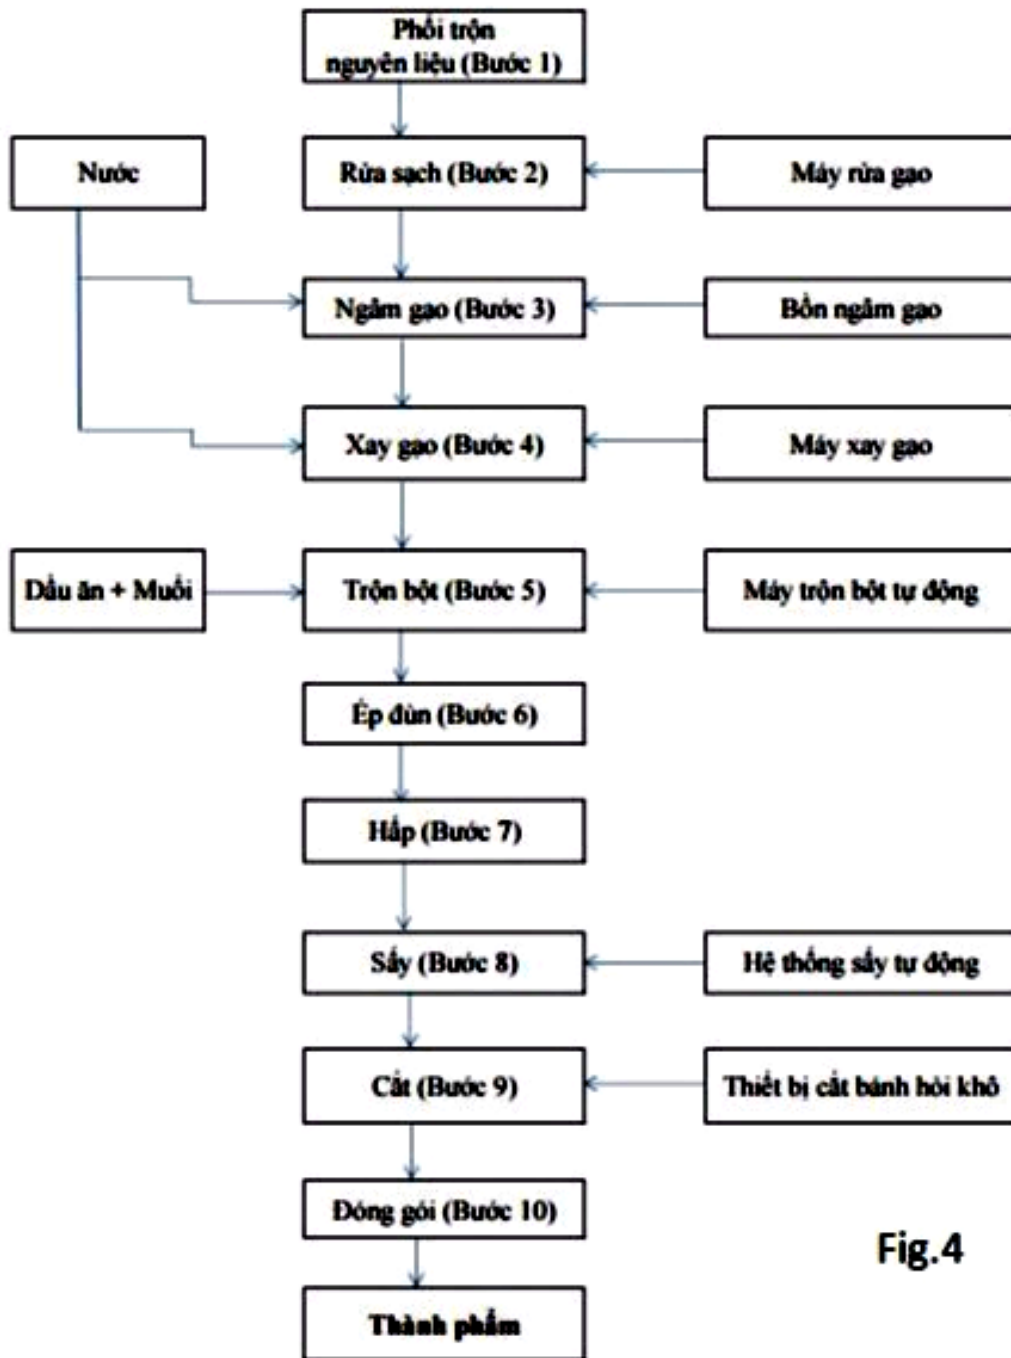 Phối trộn
nguyên liệu (Bước 1)
Nước
Rửa sạch (Bước 2)
Máy rửa gạo
Ngâm gạo (Bước 3)
Bồn ngâm gạo
Xay gạo (Bước 4)
Máy xay gạo
Dầu ăn + Muối
Trộn bột (Bước 5)
Máy trộn bột tự động
Ép đùn (Bước 6)
Hấp (Bước 7)
Sấy (Bước 8)
Hệ thống sấy tự động
Cắt (Bước 9)
Thiết bị cắt bánh hỏi khô
Đóng gói (Bước 10)
Fig.4
Thành phẩm